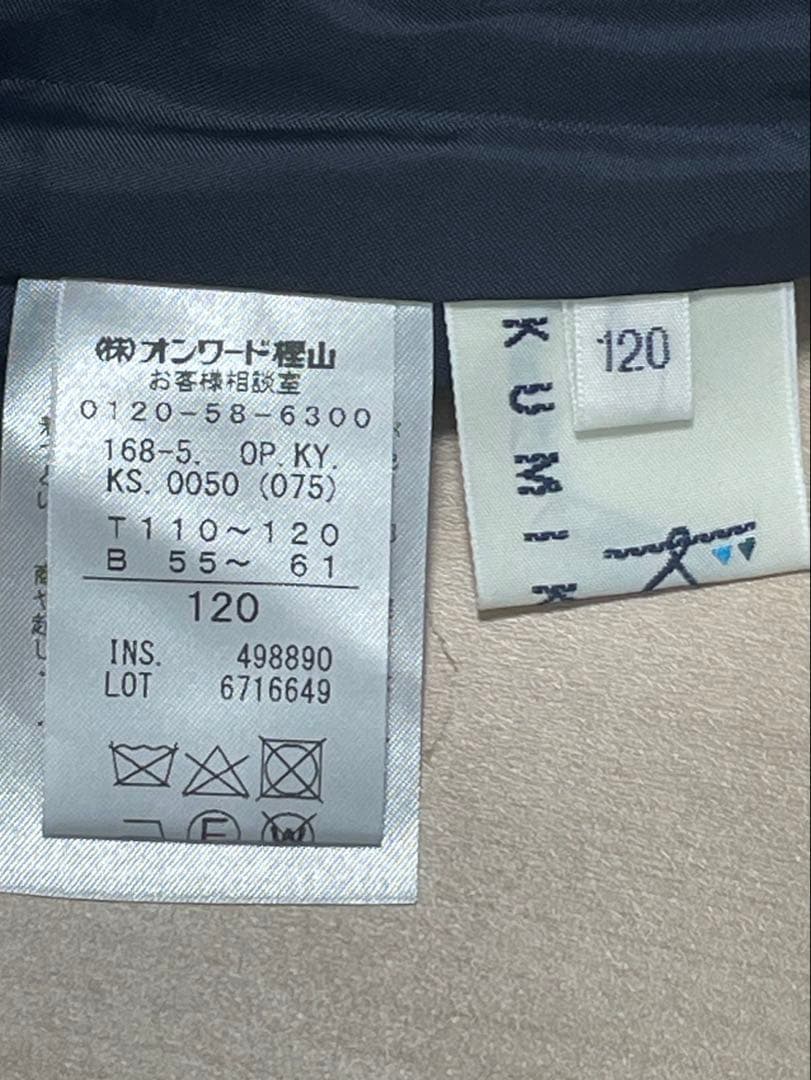 (株)オンワード樫山
お客様相談室
0120-58-6300
168-5. OP.KY.
KS.0050(075)
T110～120
B 55～ 61
120
INS. 498890
LOT 6716649
F
W
KUMIK
120